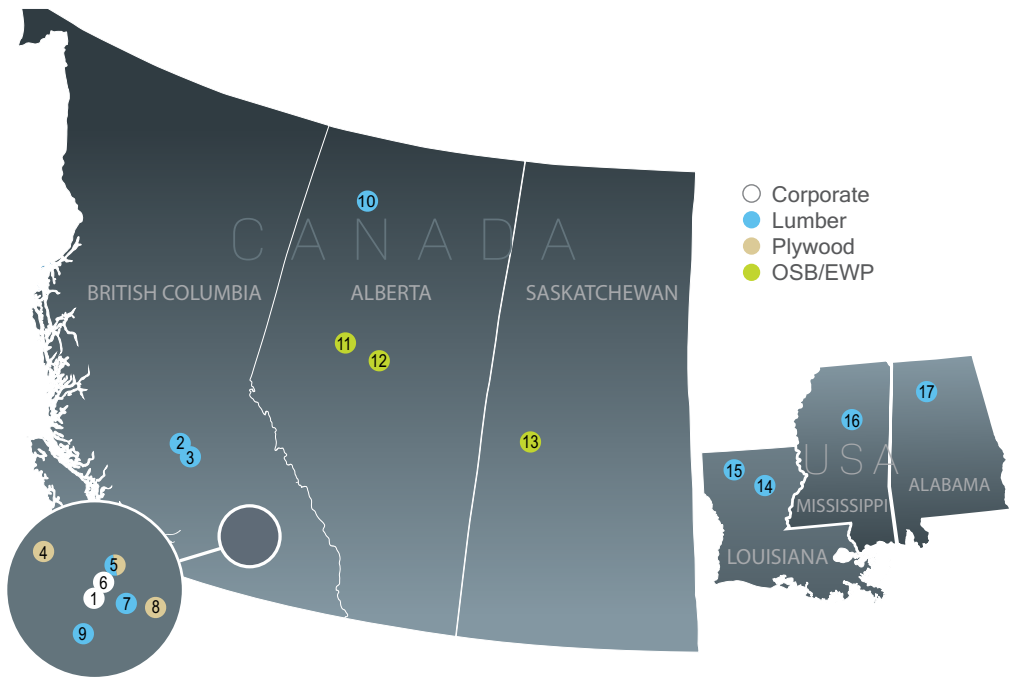 10
Corporate
Lumber
Plywood
OSB/EWP
CANADA
BRITISH COLUMBIA
ALBERTA
SASKATCHEWAN
11
12
2
3
13
17
16
USA
15
14
ALABAMA
MISSISSIPPI
LOUISIANA
4
5
6
1
7
8
9